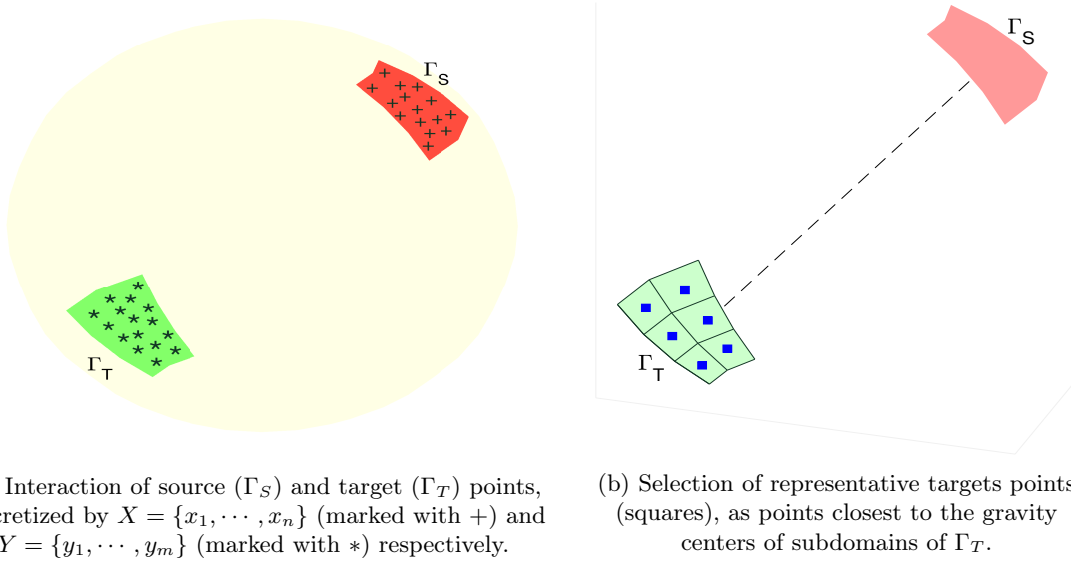 Γ_S
Γ_T
Interaction of source (Γ_S) and target (Γ_T) points,
by X = {x_1, ⋯ , x_n} (marked with +) and
Y = {y_1, ⋯ , y_m} (marked with ∗) respectively.
Γ_S
Γ_T
(b) Selection of representative targets points
(squares), as points closest to the gravity
centers of subdomains of Γ_T.